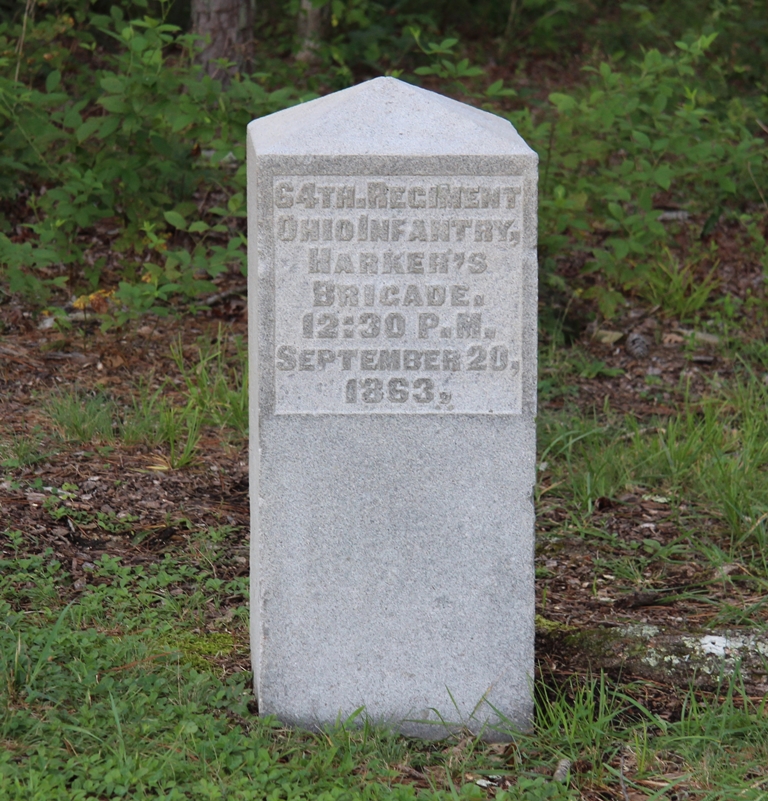 64TH. REGIMENT
OHIO INFANTRY,
HARKER'S
BRIGADE.
12:30 P.M.
SEPTEMBER 20.
1863.